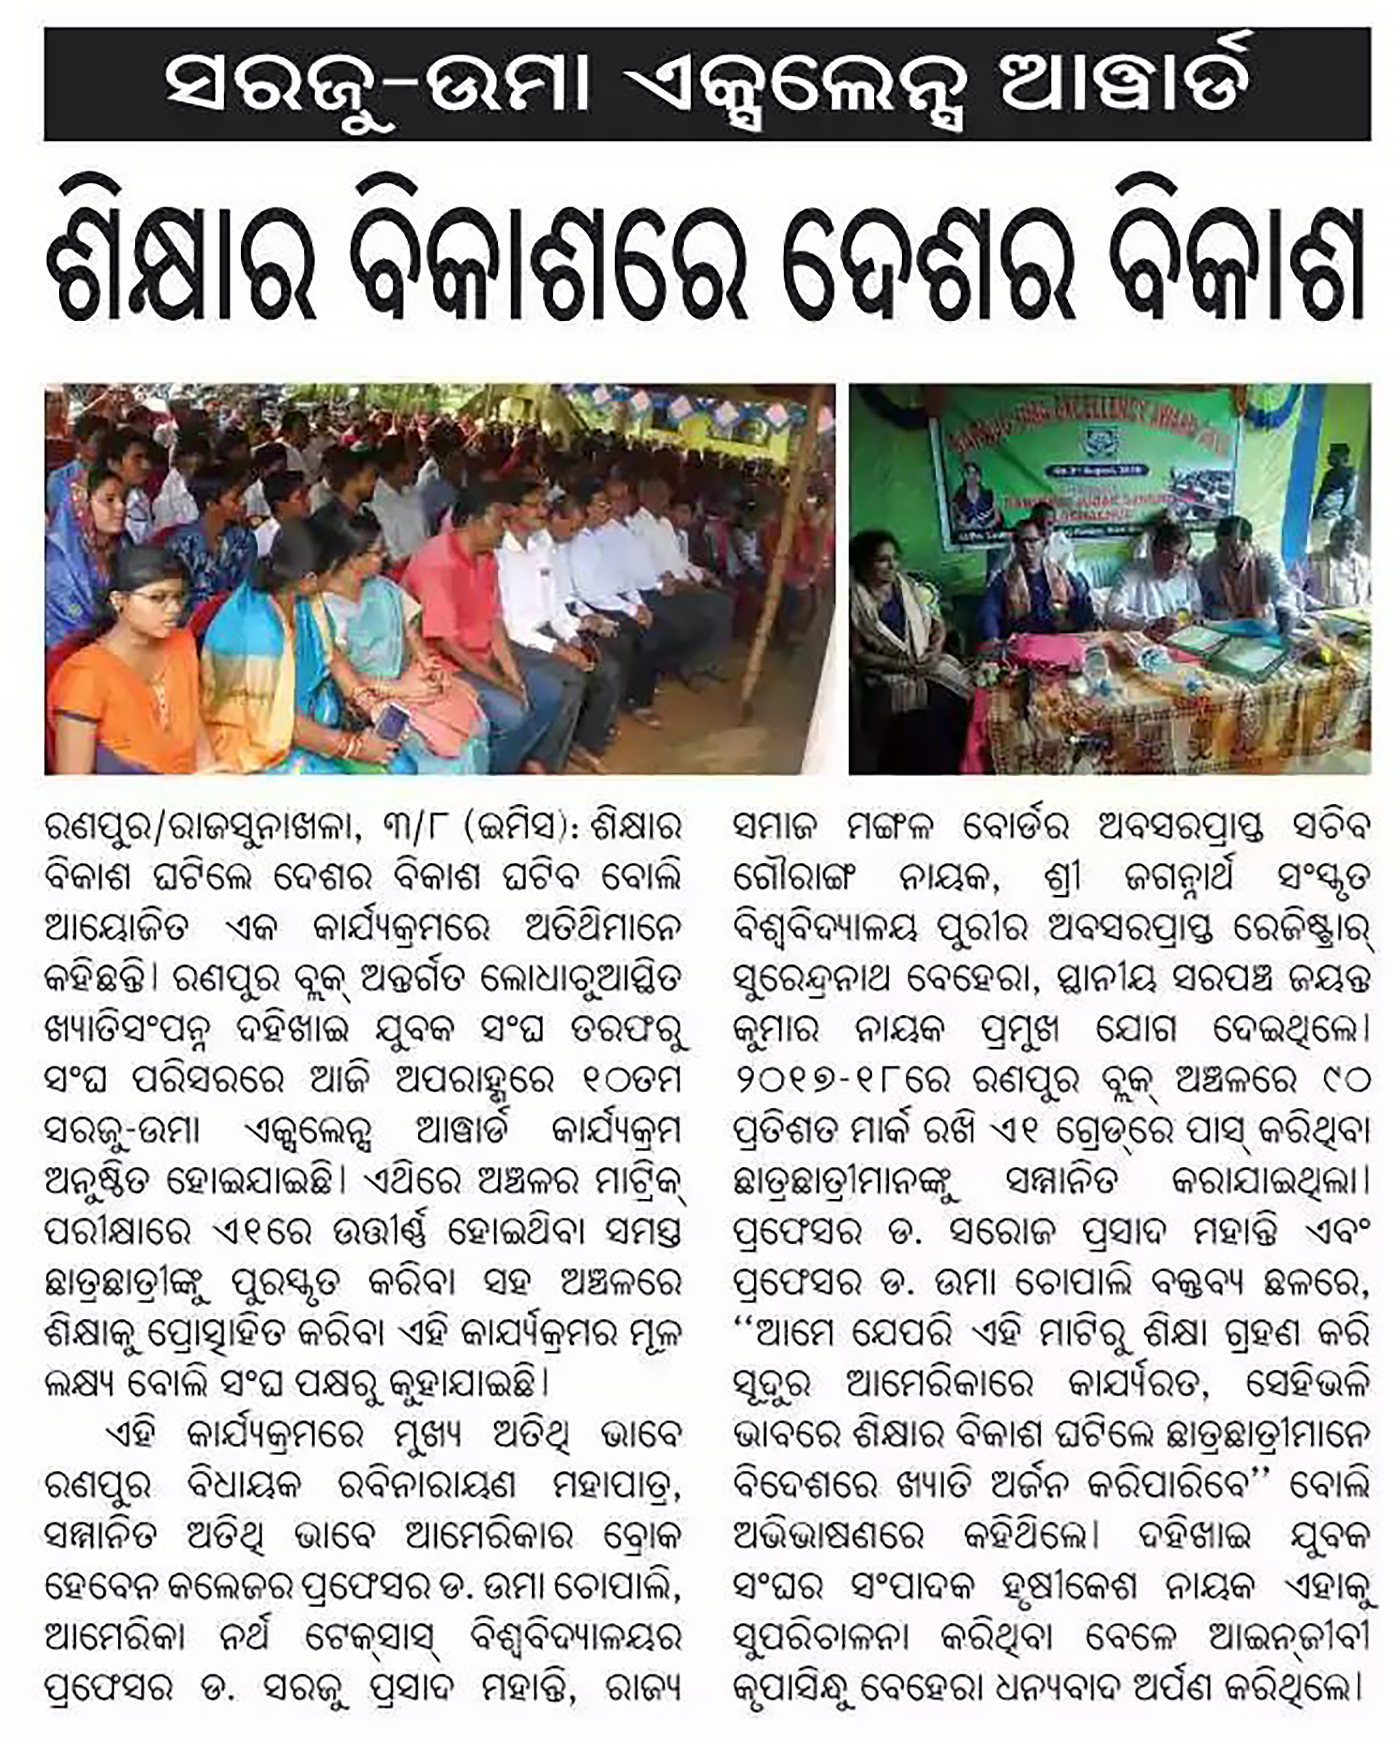 ସରଜୁ-ଉମା ଏକ୍ସଲେନ୍ସ ଆୱାର୍ଡ
ଶିକ୍ଷାର ବିକାଶରେ ଦେଶର ବିକାଶ
ରଣପୁର/ରାଜସୁନାଖଳା, ୩/୮ (ଇମିସ): ଶିକ୍ଷାର
ବିକାଶ ଘଟିଲେ ଦେଶର ବିକାଶ ଘଟିବ ବୋଲି
ଆୟୋଜିତ ଏକ କାର୍ଯ୍ୟକ୍ରମରେ ଅତିଥିମାନେ
କହିଛନ୍ତି। ରଣପୁର ବ୍ଲକ୍ ଅନ୍ତର୍ଗତ ଲୋଧାଚୁଆସ୍ଥିତ
ଖ୍ୟାତିସଂପନ୍ନ ଦହିଖାଇ ଯୁବକ ସଂଘ ତରଫରୁ
ସଂଘ ପରିସରରେ ଆଜି ଅପରାହ୍ଣରେ ୧୦ତମ
ସରଜୁ-ଉମା ଏକ୍ସଲେନ୍ସ ଆୱାର୍ଡ କାର୍ଯ୍ୟକ୍ରମ
ଅନୁଷ୍ଠିତ ହୋଇଯାଇଛି। ଏଥିରେ ଅଞ୍ଚଳର ମାଟ୍ରିକ୍
ପରୀକ୍ଷାରେ ଏ୧ରେ ଉତ୍ତୀର୍ଣ୍ଣ ହୋଇଥିବା ସମସ୍ତ
ଛାତ୍ରଛାତ୍ରୀଙ୍କୁ ପୁରସ୍କୃତ କରିବା ସହ ଅଞ୍ଚଳରେ
ଶିକ୍ଷାକୁ ପ୍ରୋତ୍ସାହିତ କରିବା ଏହି କାର୍ଯ୍ୟକ୍ରମର ମୂଳ
ଲକ୍ଷ୍ୟ ବୋଲି ସଂଘ ପକ୍ଷରୁ କୁହାଯାଇଛି।
ଏହି କାର୍ଯ୍ୟକ୍ରମରେ ମୁଖ୍ୟ ଅତିଥି ଭାବେ
ରଣପୁର ବିଧାୟକ ରବିନାରାୟଣ ମହାପାତ୍ର,
ସମ୍ମାନିତ ଅତିଥି ଭାବେ ଆମେରିକାର ବ୍ରୋକ
ହେବେନ କଲେଜର ପ୍ରଫେସର ଡ. ଉମା ଚୋପାଲି,
ଆମେରିକା ନର୍ଥ ଟେକ୍‌ସାସ୍ ବିଶ୍ୱବିଦ୍ୟାଳୟର
ପ୍ରଫେସର ଡ. ସରଜୁ ପ୍ରସାଦ ମହାନ୍ତି, ରାଜ୍ୟ
ସମାଜ ମଙ୍ଗଳ ବୋର୍ଡର ଅବସରପ୍ରାପ୍ତ ସଚିବ
ଗୌରାଙ୍ଗ ନାୟକ, ଶ୍ରୀ ଜଗନ୍ନାର୍ଥ ସଂସ୍କୃତ
ବିଶ୍ୱବିଦ୍ୟାଳୟ ପୁରୀର ଅବସରପ୍ରାପ୍ତ ରେଜିଷ୍ଟ୍ରାର୍
ସୁରେନ୍ଦ୍ରନାଥ ବେହେରା, ସ୍ଥାନୀୟ ସରପଞ୍ଚ ଜୟନ୍ତ
କୁମାର ନାୟକ ପ୍ରମୁଖ ଯୋଗ ଦେଇଥିଲେ।
୨୦୧୭-୧୮ରେ ରଣପୁର ବ୍ଲକ୍ ଅଞ୍ଚଳରେ ୯୦
ପ୍ରତିଶତ ମାର୍କ ରଖି ଏ୧ ଗ୍ରେଡ୍‌ରେ ପାସ୍ କରିଥିବା
ଛାତ୍ରଛାତ୍ରୀମାନଙ୍କୁ ସମ୍ମାନିତ କରାଯାଇଥିଲା।
ପ୍ରଫେସର ଡ. ସରୋଜ ପ୍ରସାଦ ମହାନ୍ତି ଏବଂ
ପ୍ରଫେସର ଡ. ଉମା ଚୋପାଲି ବକ୍ତବ୍ୟ ଛଳରେ,
‘‘ଆମେ ଯେପରି ଏହି ମାଟିରୁ ଶିକ୍ଷା ଗ୍ରହଣ କରି
ସୂଦୁର ଆମେରିକାରେ କାର୍ଯ୍ୟରତ, ସେହିଭଳି
ଭାବରେ ଶିକ୍ଷାର ବିକାଶ ଘଟିଲେ ଛାତ୍ରଛାତ୍ରୀମାନେ
ବିଦେଶରେ ଖ୍ୟାତି ଅର୍ଜନ କରିପାରିବେ’’ ବୋଲି
ଅଭିଭାଷଣରେ କହିଥିଲେ। ଦହିଖାଇ ଯୁବକ
ସଂଘର ସଂପାଦକ ହୃଷୀକେଶ ନାୟକ ଏହାକୁ
ସୁପରିଚାଳନା କରିଥିବା ବେଳେ ଆଇନ୍‌ଜୀବୀ
କୃପାସିନ୍ଧୁ ବେହେରା ଧନ୍ୟବାଦ ଅର୍ପଣ କରିଥିଲେ।